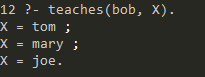 12 ?- teaches(bob, X).
X = tom ;
X = mary ;
X = joe.